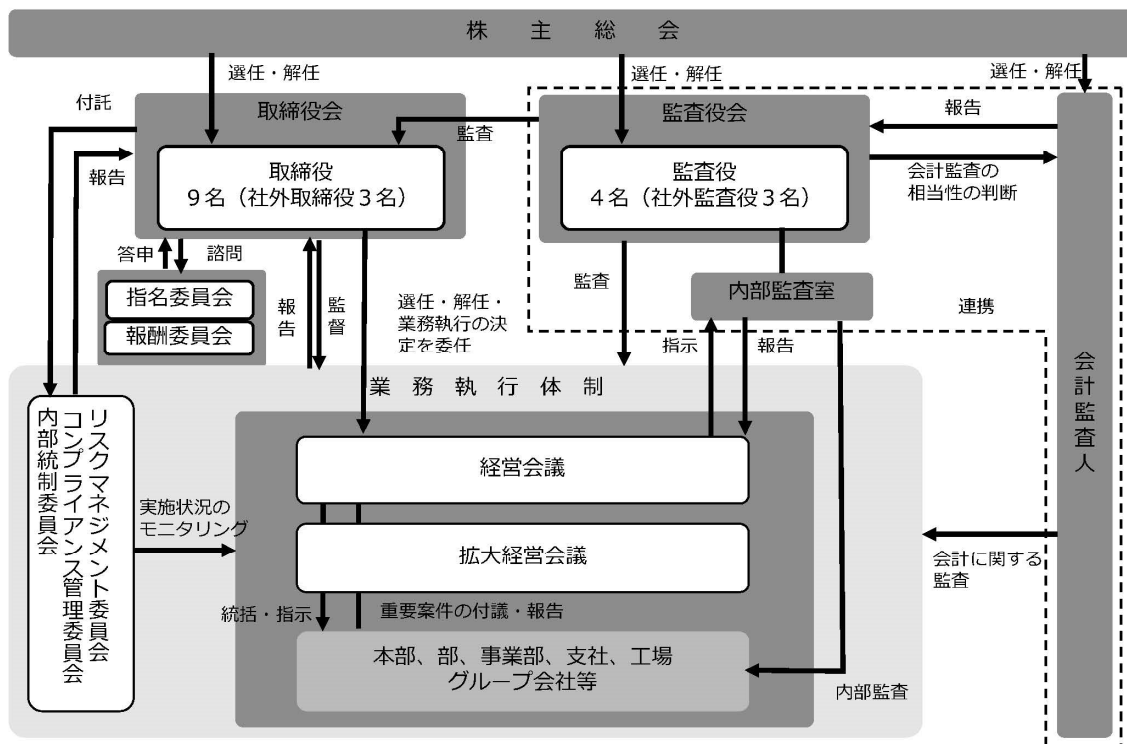 株主総会
選任・解任
選任・解任
選任・解任
付託
取締役会
監査役会
報告
監査
報告
取締役
９名（社外取締役３名）
監査役
４名（社外監査役３名）
会計監査の
相当性の判断
答申
諮問
監査
内部監査室
連携
指名委員会
報酬委員会
報告
監督
選任・解任・
業務執行の決
定を委任
指示
報告
業務執行体制
会計監査人
リスクマネジメント委員会
コンプライアンス管理委員会
内部統制委員会
経営会議
実施状況の
モニタリング
拡大経営会議
会計に関する
監査
統括・指示
重要案件の付議・報告
本部、部、事業部、支社、工場
グループ会社等
内部監査